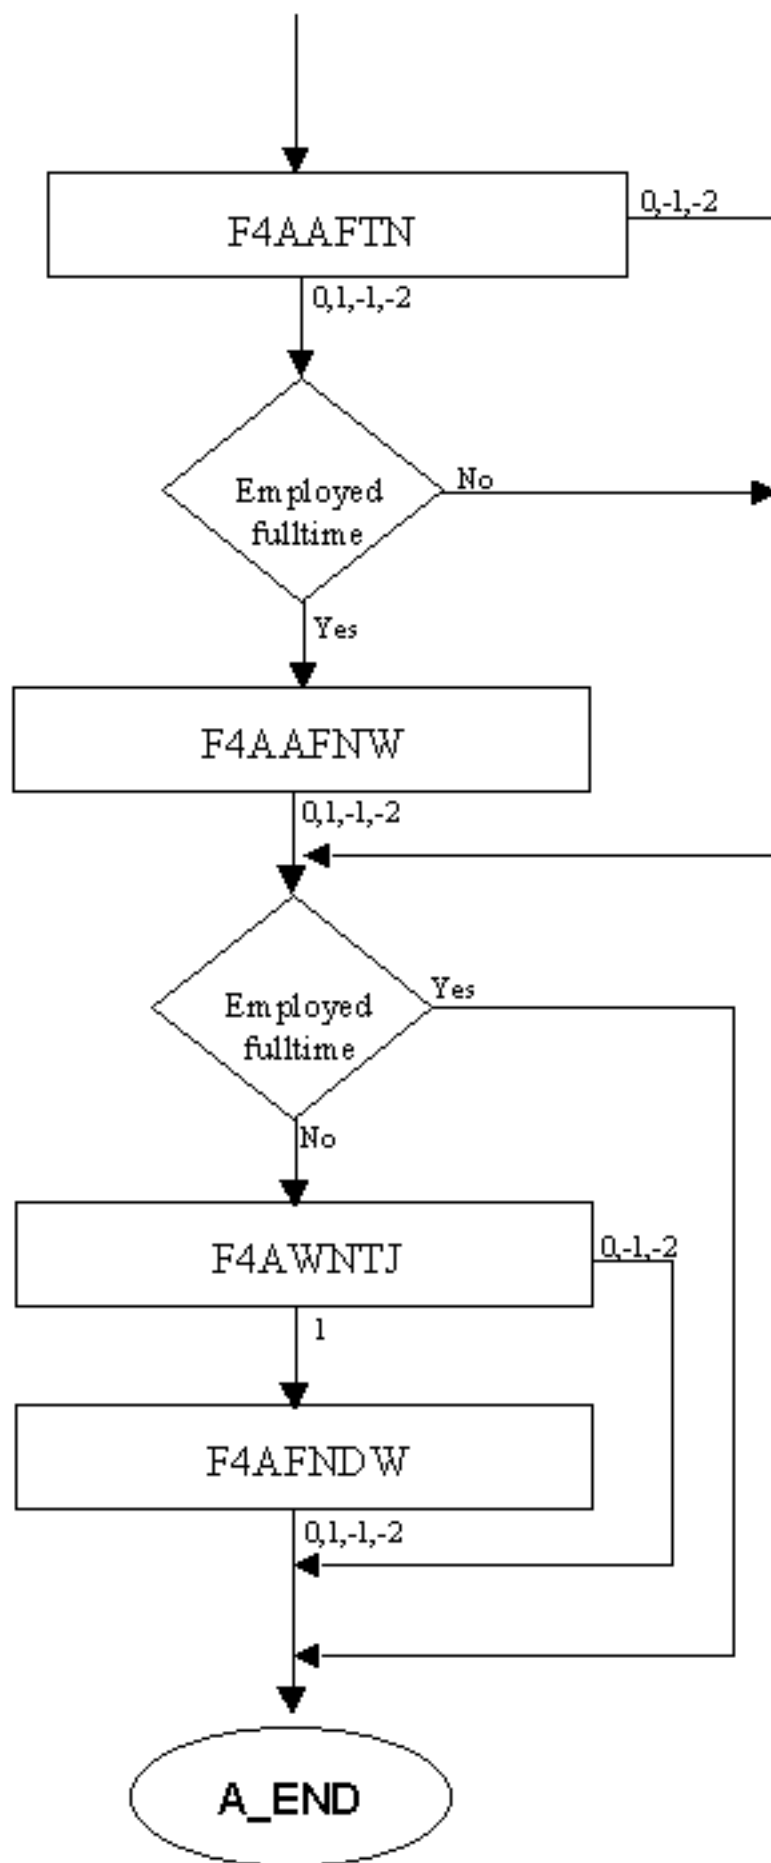 F4AAFTN
0,-1,-2
0,1,-1,-2
Employed
fulltime
No
Yes
F4AAFNW
0,1,-1,-2
Employed
fulltime
Yes
No
F4AWNTJ
0,-1,-2
1
F4AFNDW
0,1,-1,-2
A_END